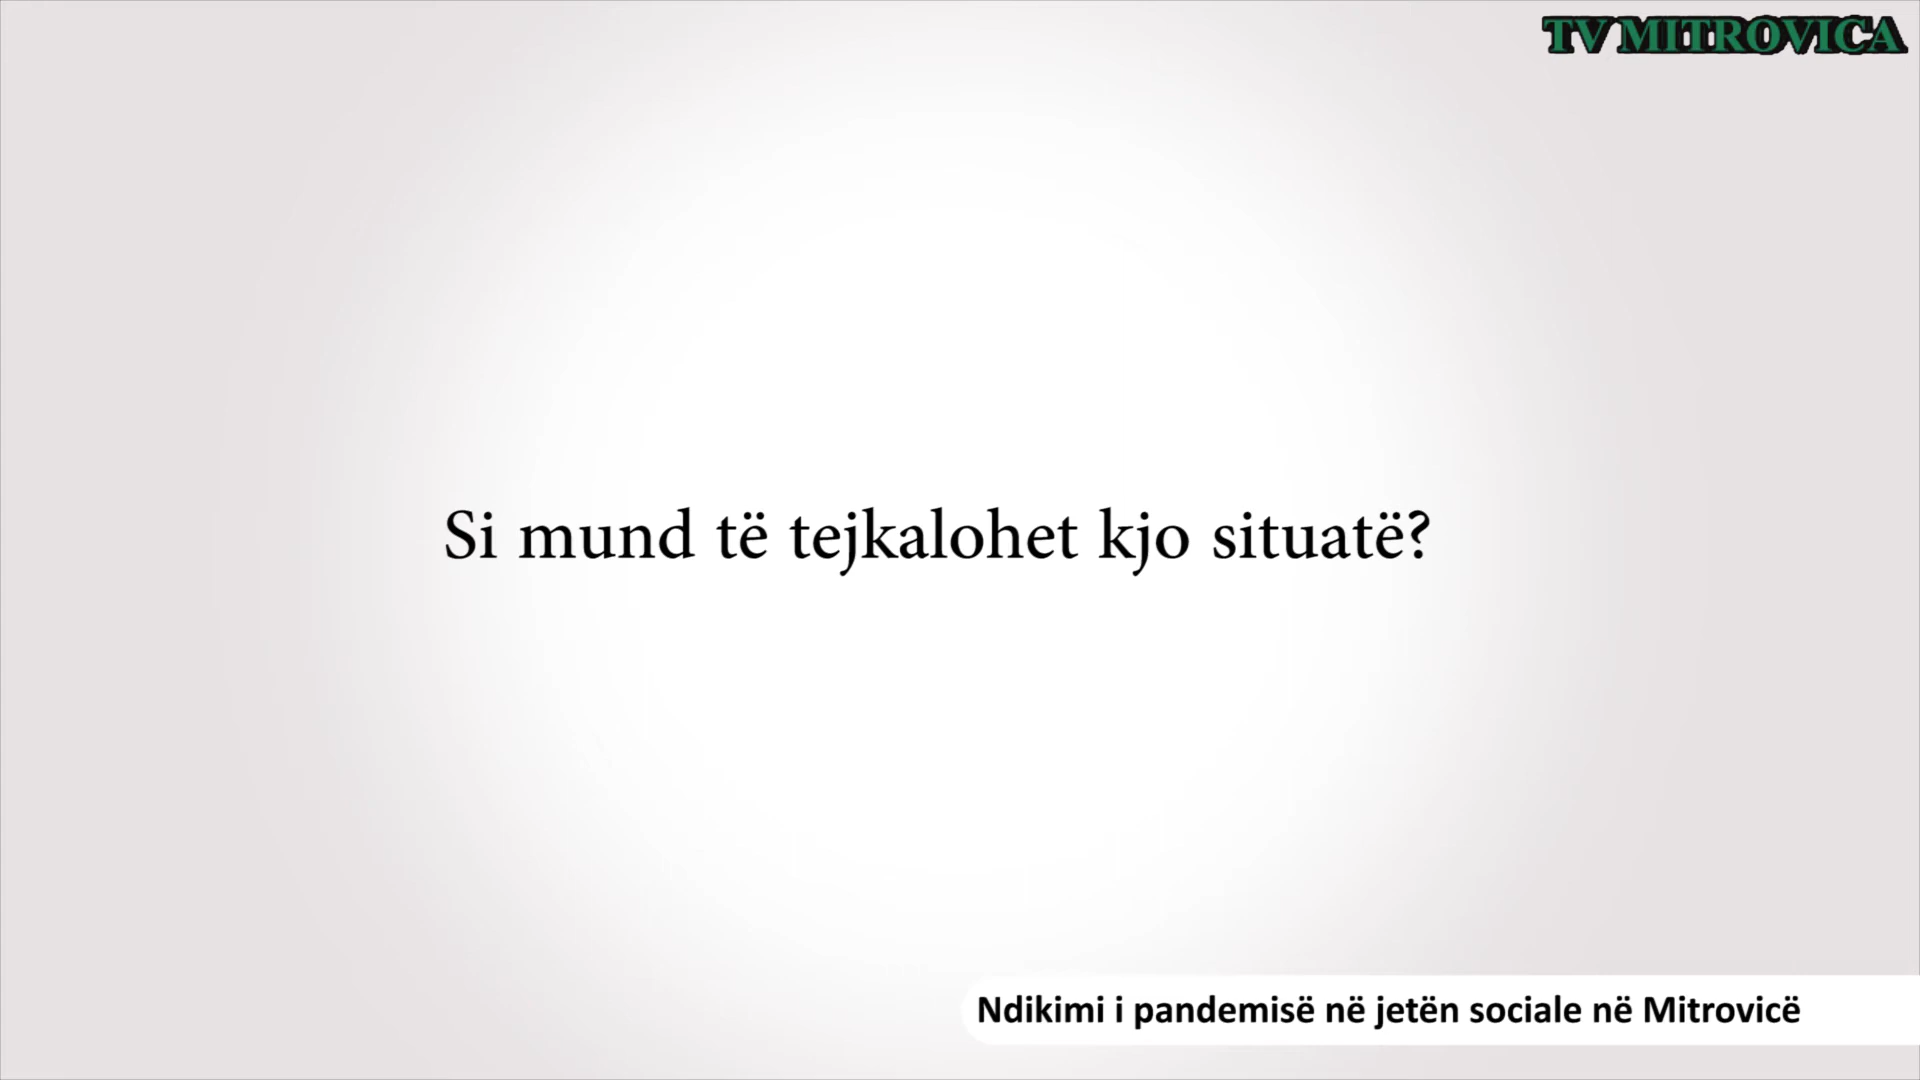 TV MITROVICA
Si mund të tejkalohet kjo situatë?
Ndikimi i pandemisë në jetën sociale në Mitrovicë